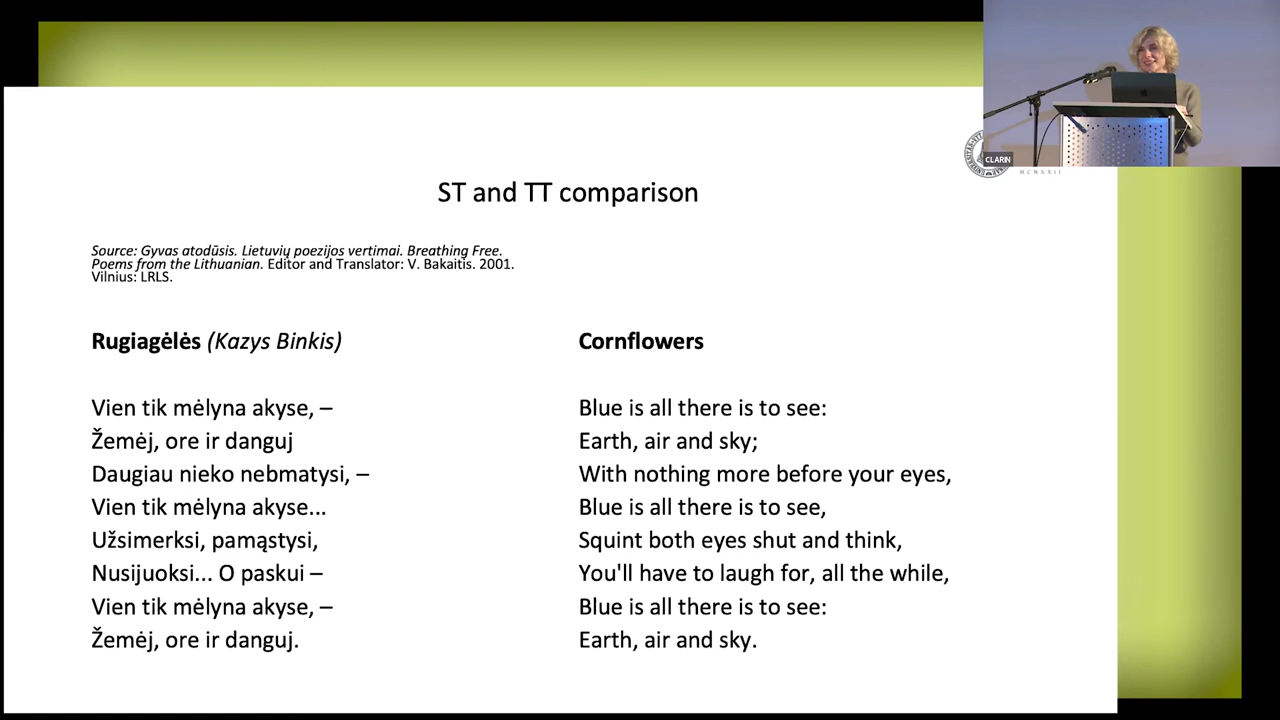 ST and TT comparison
Source: Gyvas atodūsis. Lietuvių poezijos vertimai. Breathing Free.
Poems from the Lithuanian. Editor and Translator: V. Bakaitis. 2001.
Vilnius: LRLS.
Rugiagėlės (Kazys Binkis)
Vien tik mėlyna akyse, –
Žemėj, ore ir danguj
Daugiau nieko nebmatysi, –
Vien tik mėlyna akyse...
Užsimerksi, pamąstysi,
Nusijuoksi... O paskui –
Vien tik mėlyna akyse, –
Žemėj, ore ir danguj.
Cornflowers
Blue is all there is to see:
Earth, air and sky;
With nothing more before your eyes,
Blue is all there is to see,
Squint both eyes shut and think,
You'll have to laugh for, all the while,
Blue is all there is to see:
Earth, air and sky.
CLARIN
MCMXXII